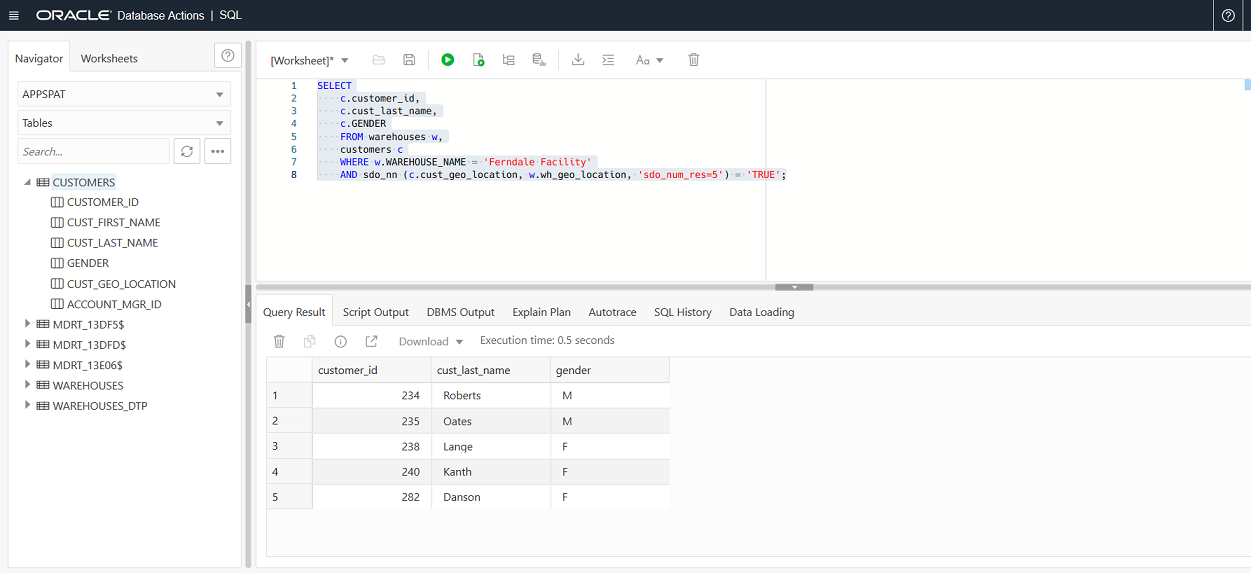 ORACLE Database Actions | SQL
Navigator Worksheets
APPSPAT
Tables
Search...
CUSTOMERS
CUSTOMER_ID
CUST_FIRST_NAME
CUST_LAST_NAME
GENDER
CUST_GEO_LOCATION
ACCOUNT_MGR_ID
MDRT_13DF5$
MDRT_13DFD$
MDRT_13E06$
WAREHOUSES
WAREHOUSES_DTP
[Worksheet]*
Aa
1 SELECT
2 c.customer_id,
3 c.cust_last_name,
4 c.GENDER
5 FROM warehouses w,
6 customers c
7 WHERE w.WAREHOUSE_NAME = 'Ferndale Facility'
8 AND sdo_nn (c.cust_geo_location, w.wh_geo_location, 'sdo_num_res=5') = 'TRUE';
Query Result Script Output DBMS Output Explain Plan Autotrace SQL History Data Loading
Download Execution time: 0.5 seconds
customer_id cust_last_name gender
1 234 Roberts M
2 235 Oates M
3 238 Lange F
4 240 Kanth F
5 282 Danson F